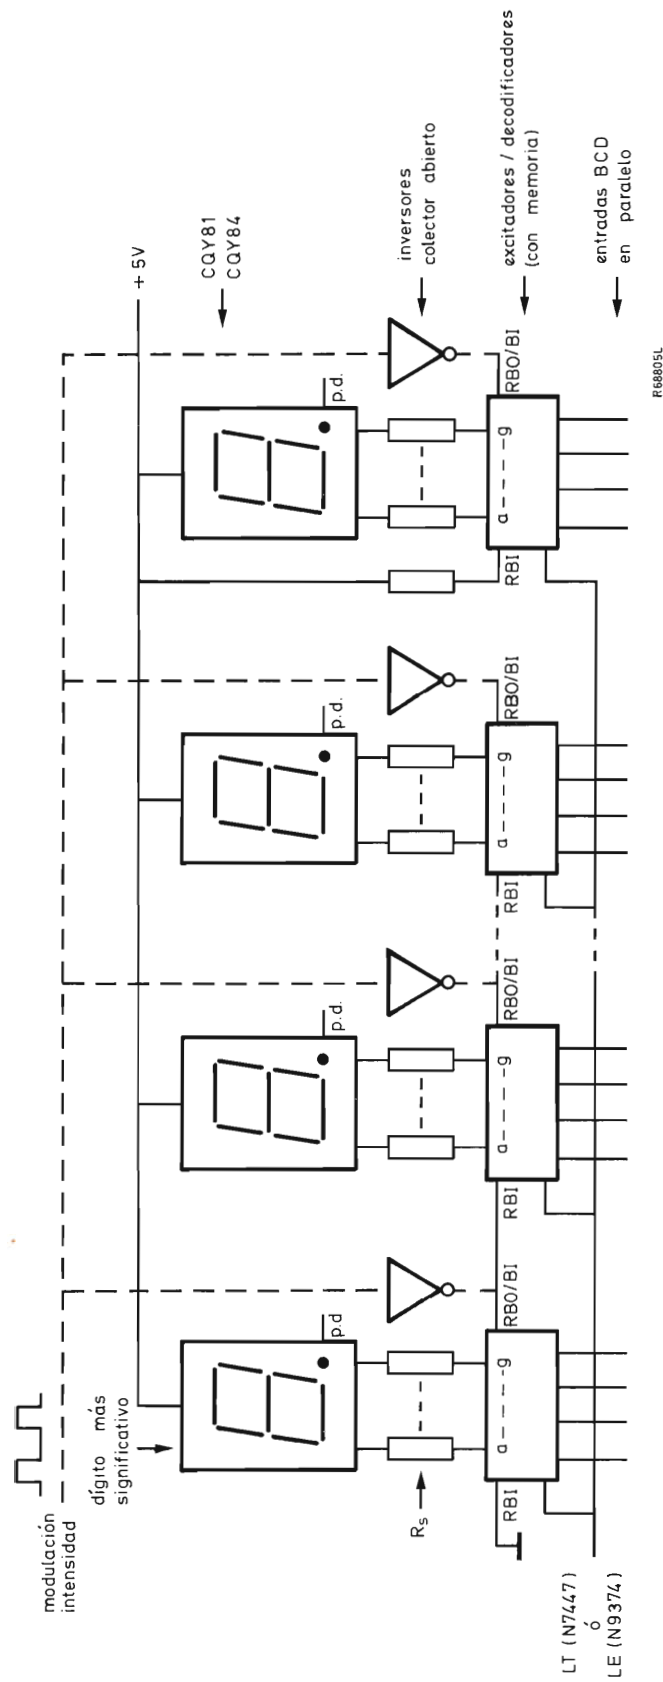 modulación
intensidad
dígito más
significativo
+5V
CQY81
CQY84
p.d
p.d.
p.d.
p.d.
Rs
inversores
colector abierto
RBI
a-----g
RBO/BI
RBI
a-----g
RBO/BI
RBI
a-----g
RBO/BI
RBI
a-----g
RBO/BI
excitadores / decodificadores
(con memoria)
entradas BCD
en paralelo
LT (N7447)
ó
LE (N9374)
R68805L